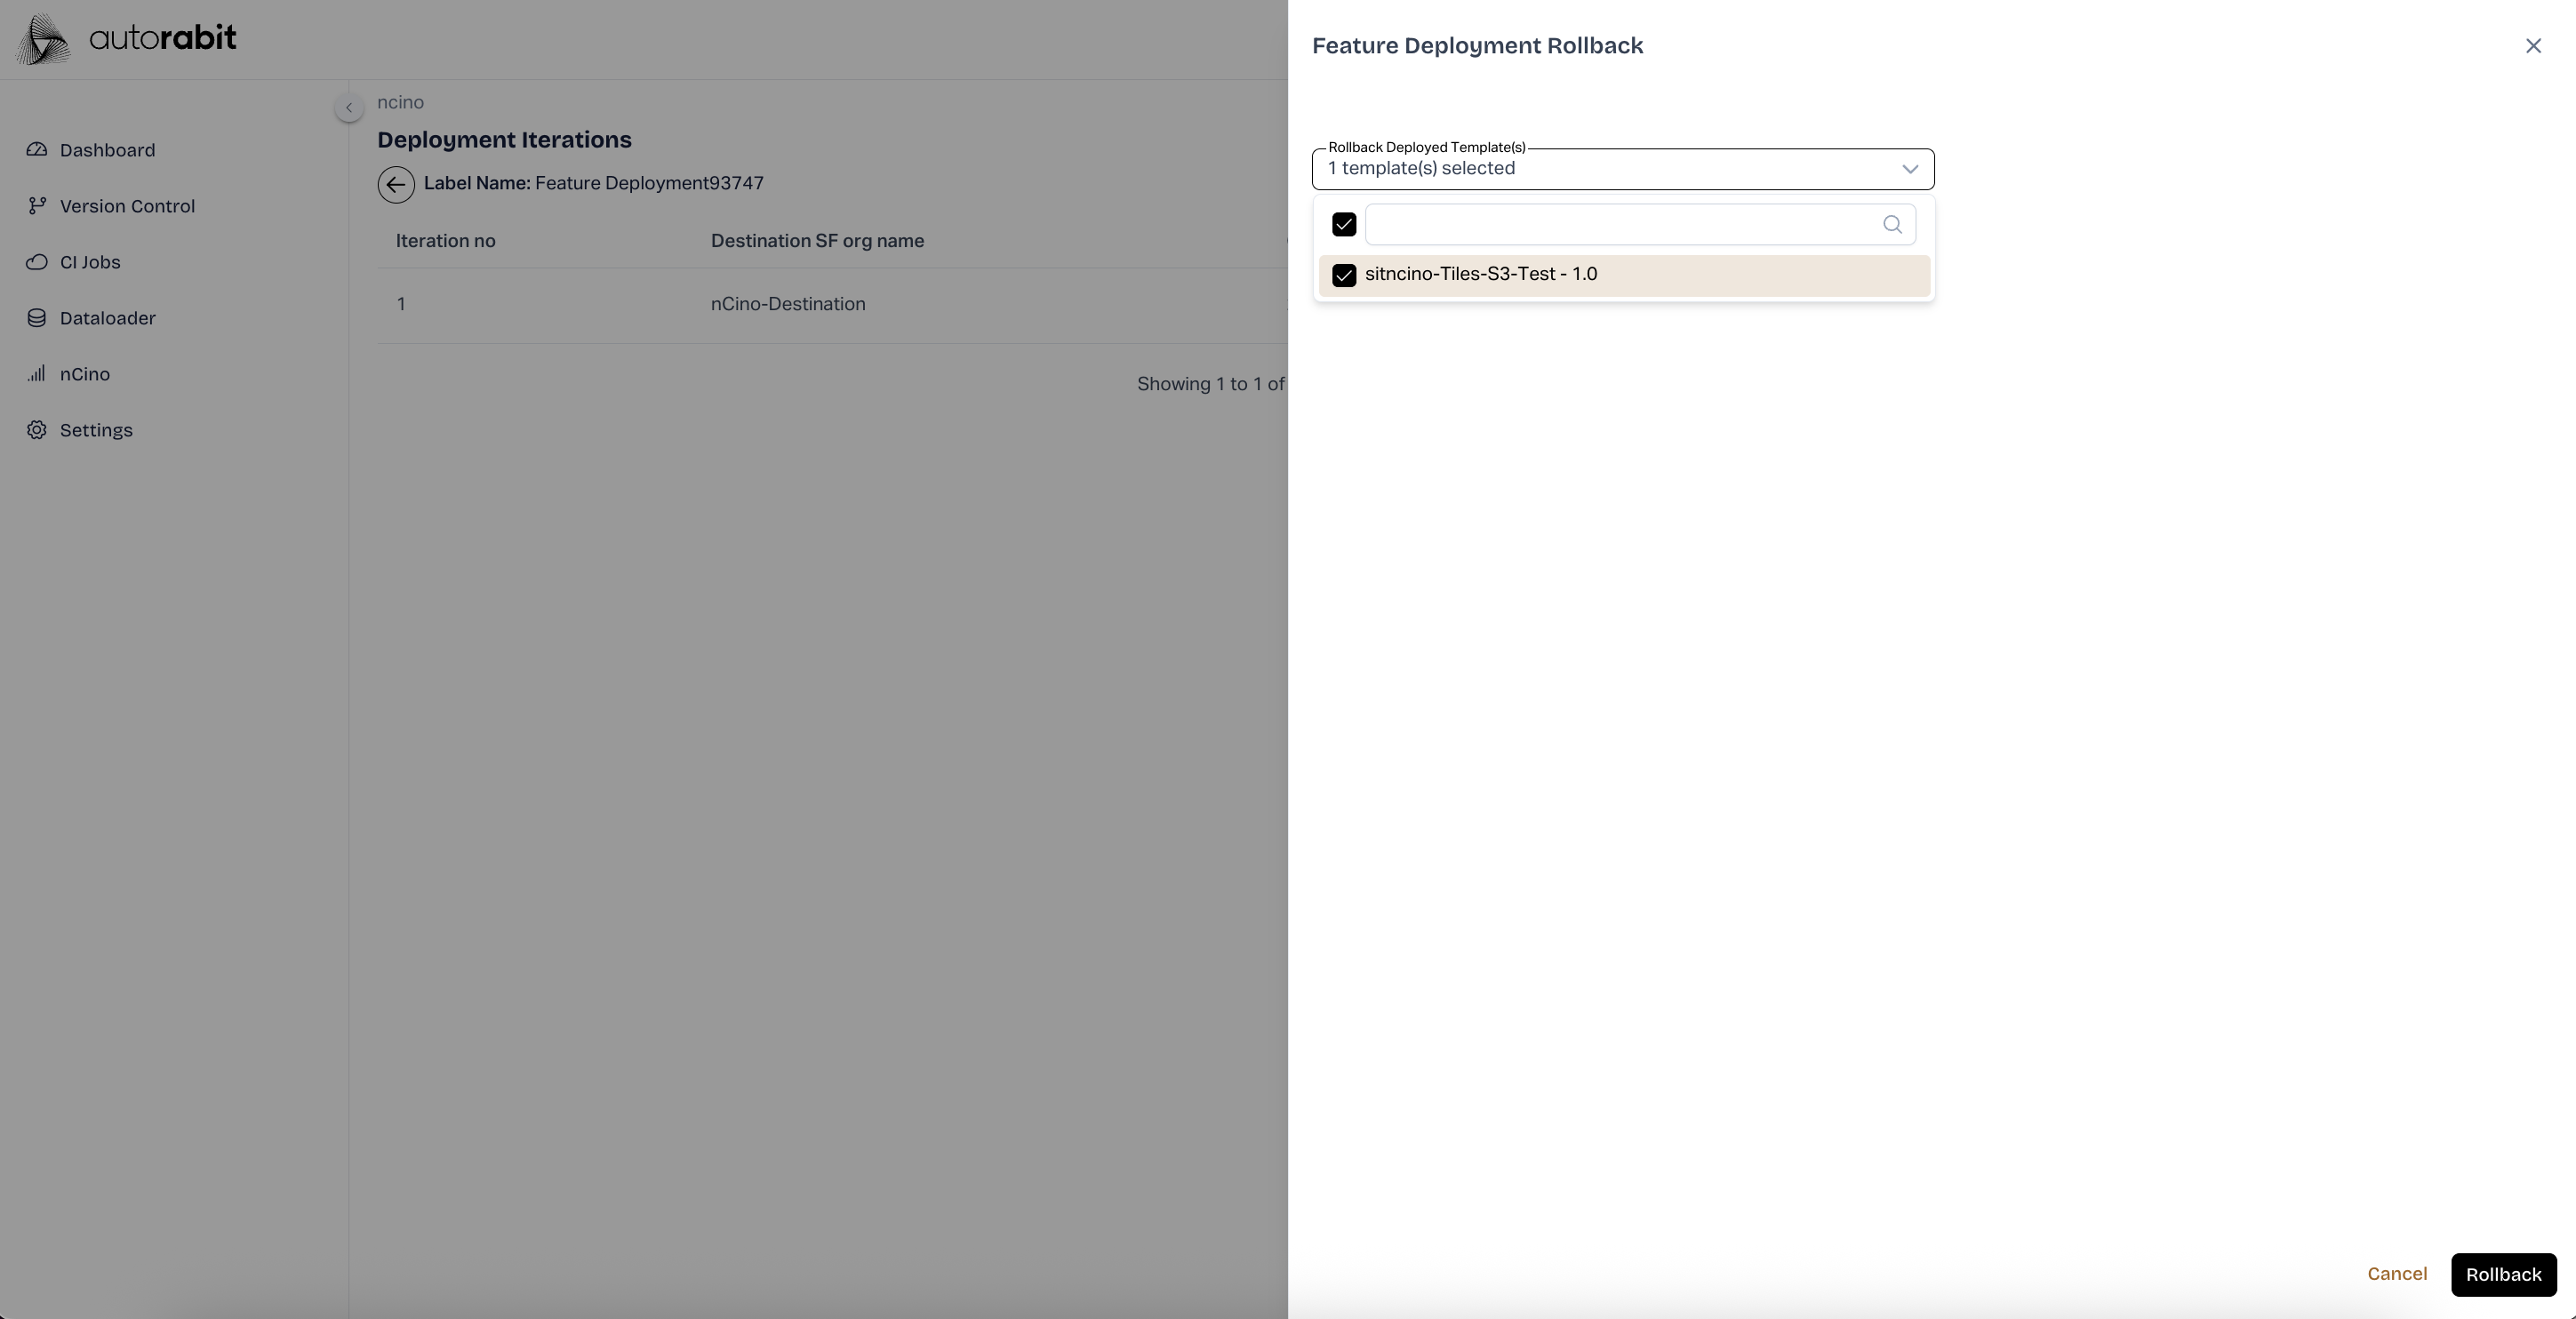 autorabit
Dashboard
Version Control
CI Jobs
Dataloader
nCino
Settings
ncino
Deployment Iterations
Label Name: Feature Deployment93747
Iteration no
Destination SF org name
1
nCino-Destination
Showing 1 to 1 of
Feature Deployment Rollback
Rollback Deployed Template(s)
1 template(s) selected
sitncino-Tiles-S3-Test - 1.0
Cancel
Rollback